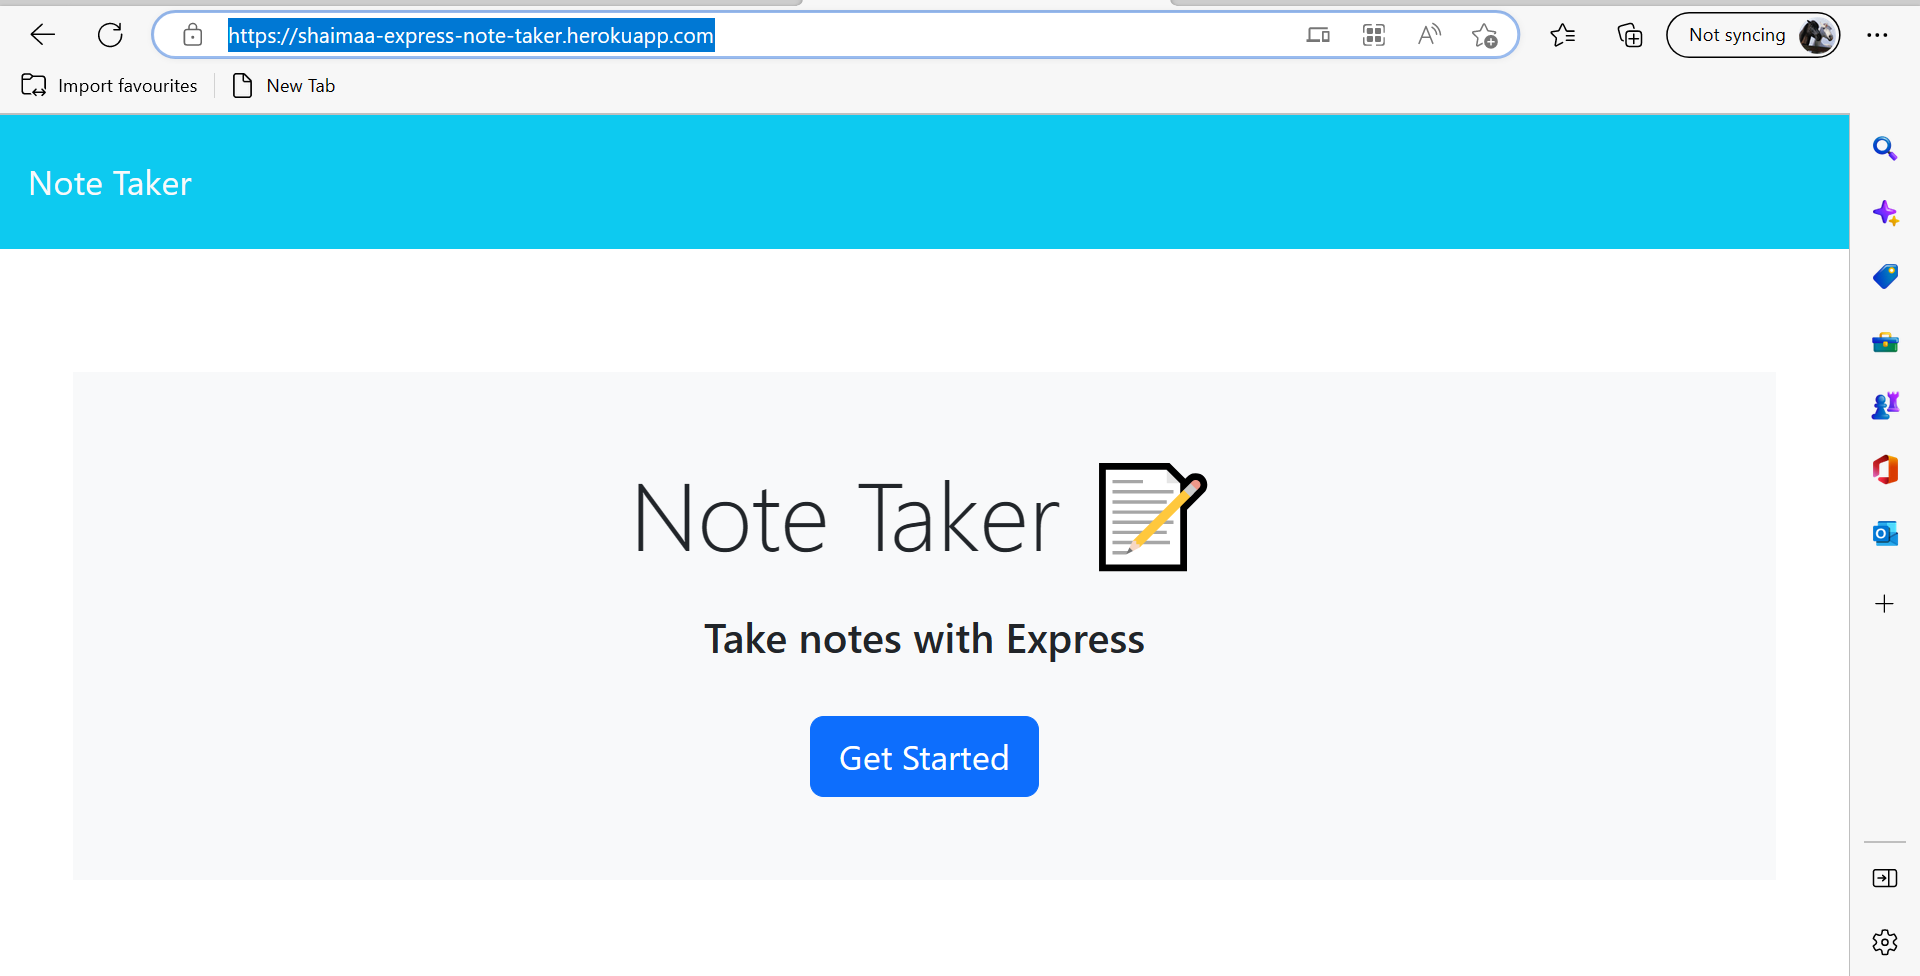 https://shaimaa-express-note-taker.herokuapp.com
Not syncing
Import favourites
New Tab
Note Taker
Note Taker
Take notes with Express
Get Started